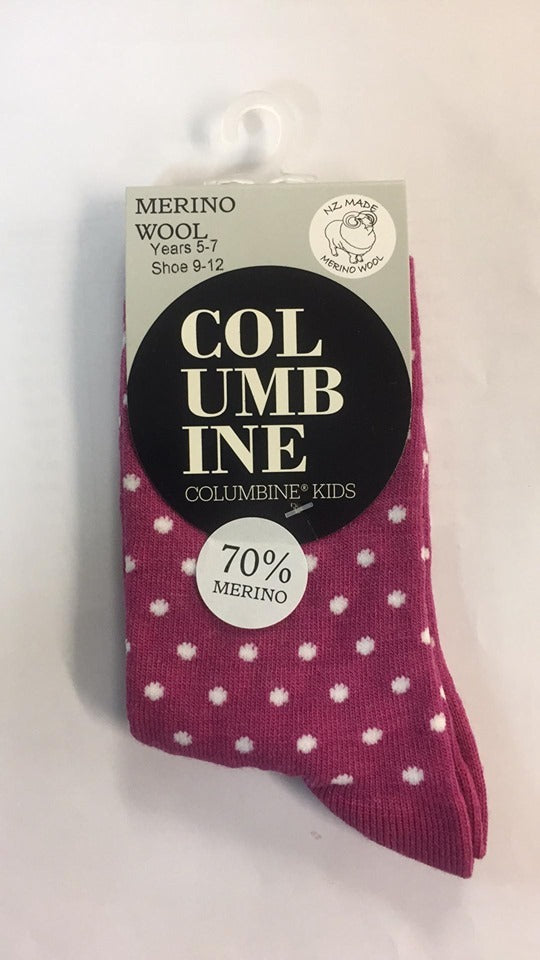 MERINO
WOOL
Years 5-7
Shoe 9-12
NZ MADE
MERINO WOOL
COL
UMB
INE
COLUMBINE® KIDS
70%
MERINO